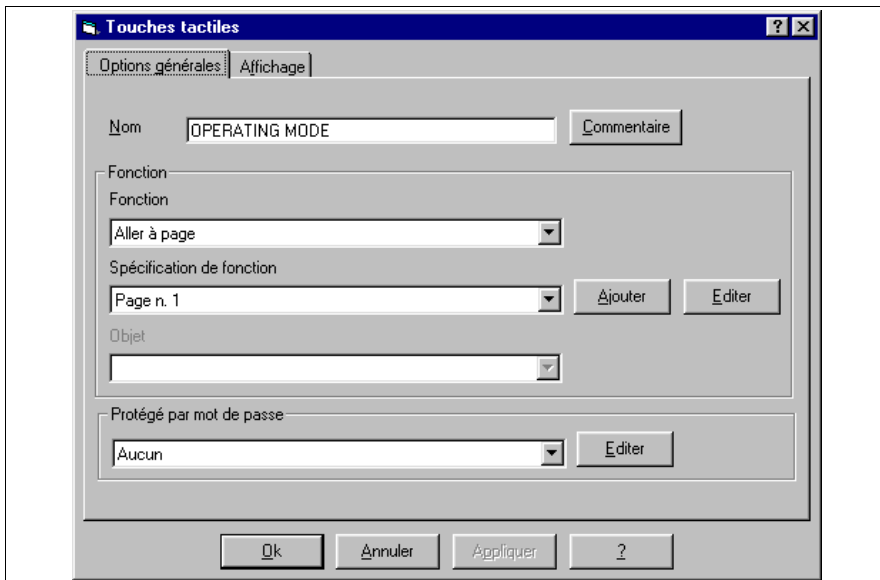 Touches tactiles
Options générales Affichage
Nom OPERATING MODE Commentaire
Fonction
Fonction
Aller à page
Spécification de fonction
Page n. 1 Ajouter Editer
Objet
Protégé par mot de passe
Aucun Editer
Ok Annuler Appliquer ?